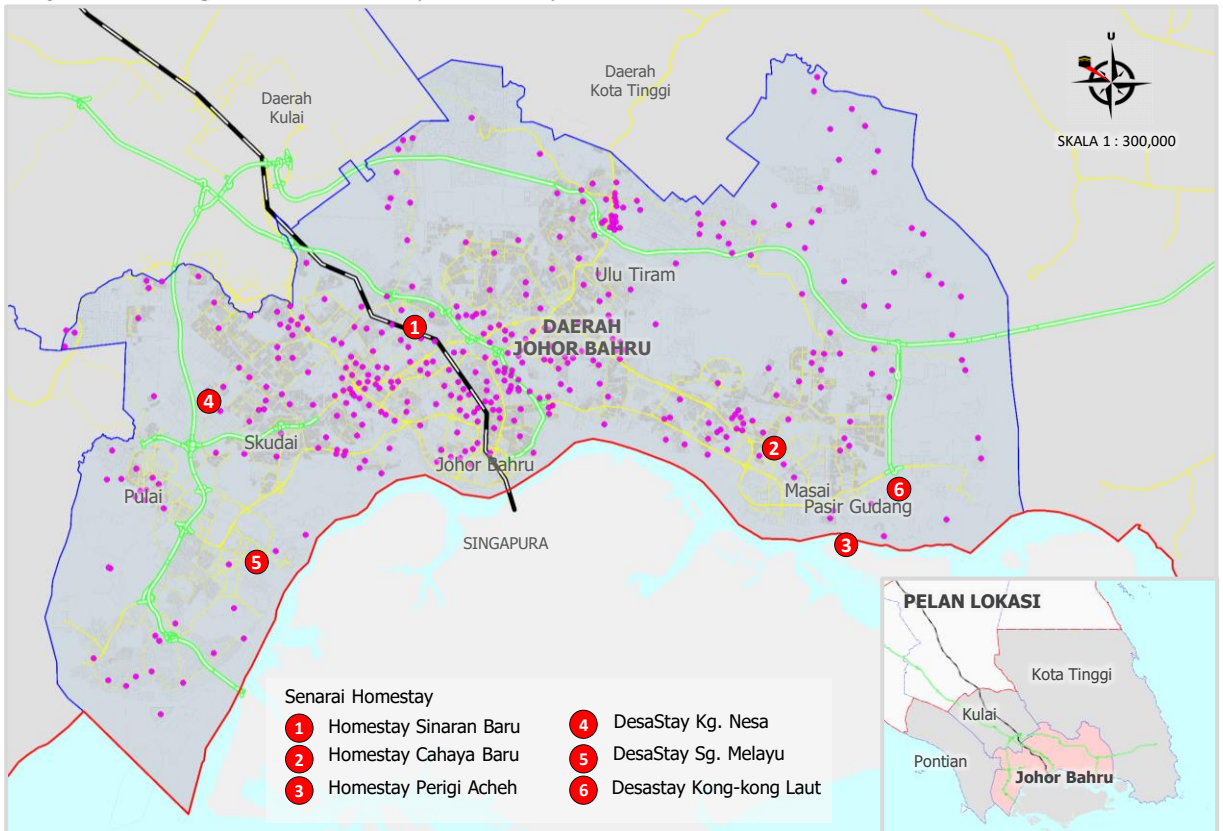 U
SKALA 1 : 300,000
Daerah
Kulai
Daerah
Kota Tinggi
Ulu Tiram
1
DAERAH
JOHOR BAHRU
4
Skudai
Johor Bahru
2
Pulai
Masai
Pasir Gudang
6
SINGAPURA
3
5
Senarai Homestay
1 Homestay Sinaran Baru
2 Homestay Cahaya Baru
3 Homestay Perigi Acheh
4 DesaStay Kg. Nesa
5 DesaStay Sg. Melayu
6 Desastay Kong-kong Laut
PELAN LOKASI
Kota Tinggi
Kulai
Pontian
Johor Bahru